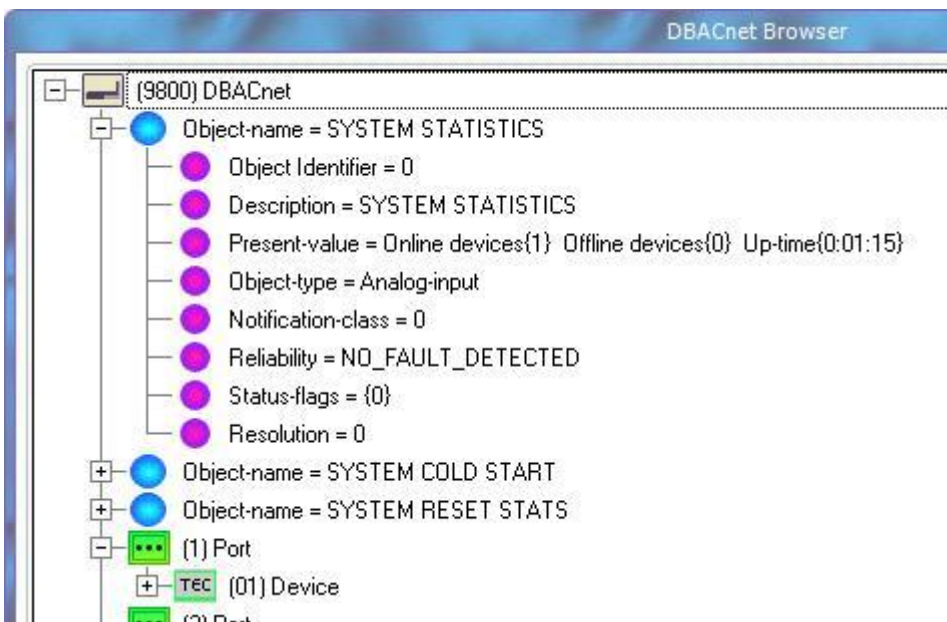 DBACnet Browser
(9800) DBACnet
Object-name = SYSTEM STATISTICS
Object Identifier = 0
Description = SYSTEM STATISTICS
Present-value = Online devices{1} Offline devices{0} Up-time{0:01:15}
Object-type = Analog-input
Notification-class = 0
Reliability = NO_FAULT_DETECTED
Status-flags = {0}
Resolution = 0
Object-name = SYSTEM COLD START
Object-name = SYSTEM RESET STATS
(1) Port
TEC (01) Device
(2) Port